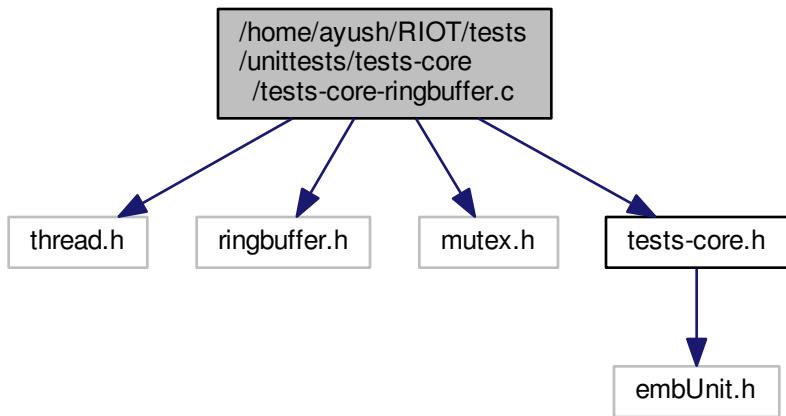 /home/ayush/RIOT/tests
/unittests/tests-core
/tests-core-ringbuffer.c
thread.h
ringbuffer.h
mutex.h
tests-core.h
embUnit.h